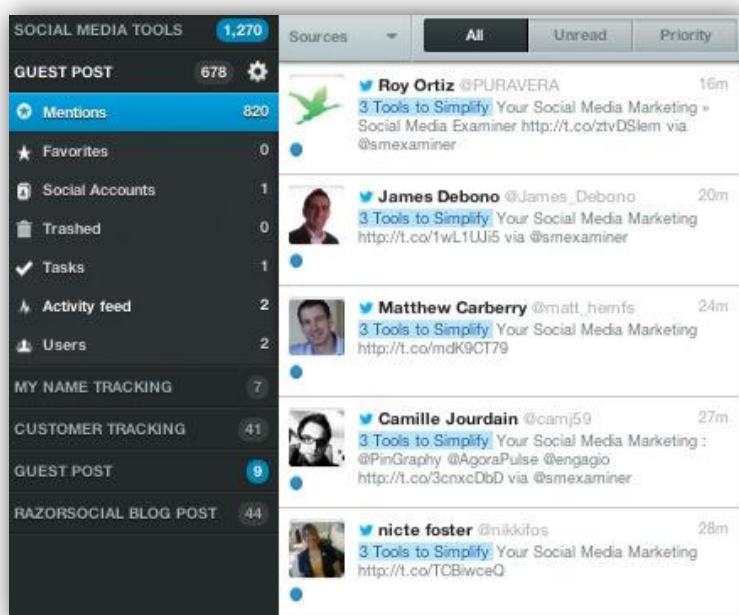 SOCIAL MEDIA TOOLS 1,270
GUEST POST 678
Mentions 820
Favorites 0
Social Accounts 1
Trashed 0
Tasks 1
Activity feed 2
Users 2
MY NAME TRACKING 7
CUSTOMER TRACKING 41
GUEST POST 9
RAZORSOCIAL BLOG POST 44
Sources All Unread Priority
Roy Ortiz @PURAVERA 16m
3 Tools to Simplify Your Social Media Marketing »
Social Media Examiner http://t.co/ztvDSlem via
@smexaminer
James Debono @James_Debono 20m
3 Tools to Simplify Your Social Media Marketing
http://t.co/1wL1UJi5 via @smexaminer
Matthew Carberry @matt_hemfs 24m
3 Tools to Simplify Your Social Media Marketing
http://t.co/mdK9CT79
Camille Jourdain @camj59 27m
3 Tools to Simplify Your Social Media Marketing :
@PinGraphy @AgoraPulse @engagio
http://t.co/3cnxcDbD via @smexaminer
nicte foster @nikkifos 28m
3 Tools to Simplify Your Social Media Marketing
http://t.co/TCBiwceQ